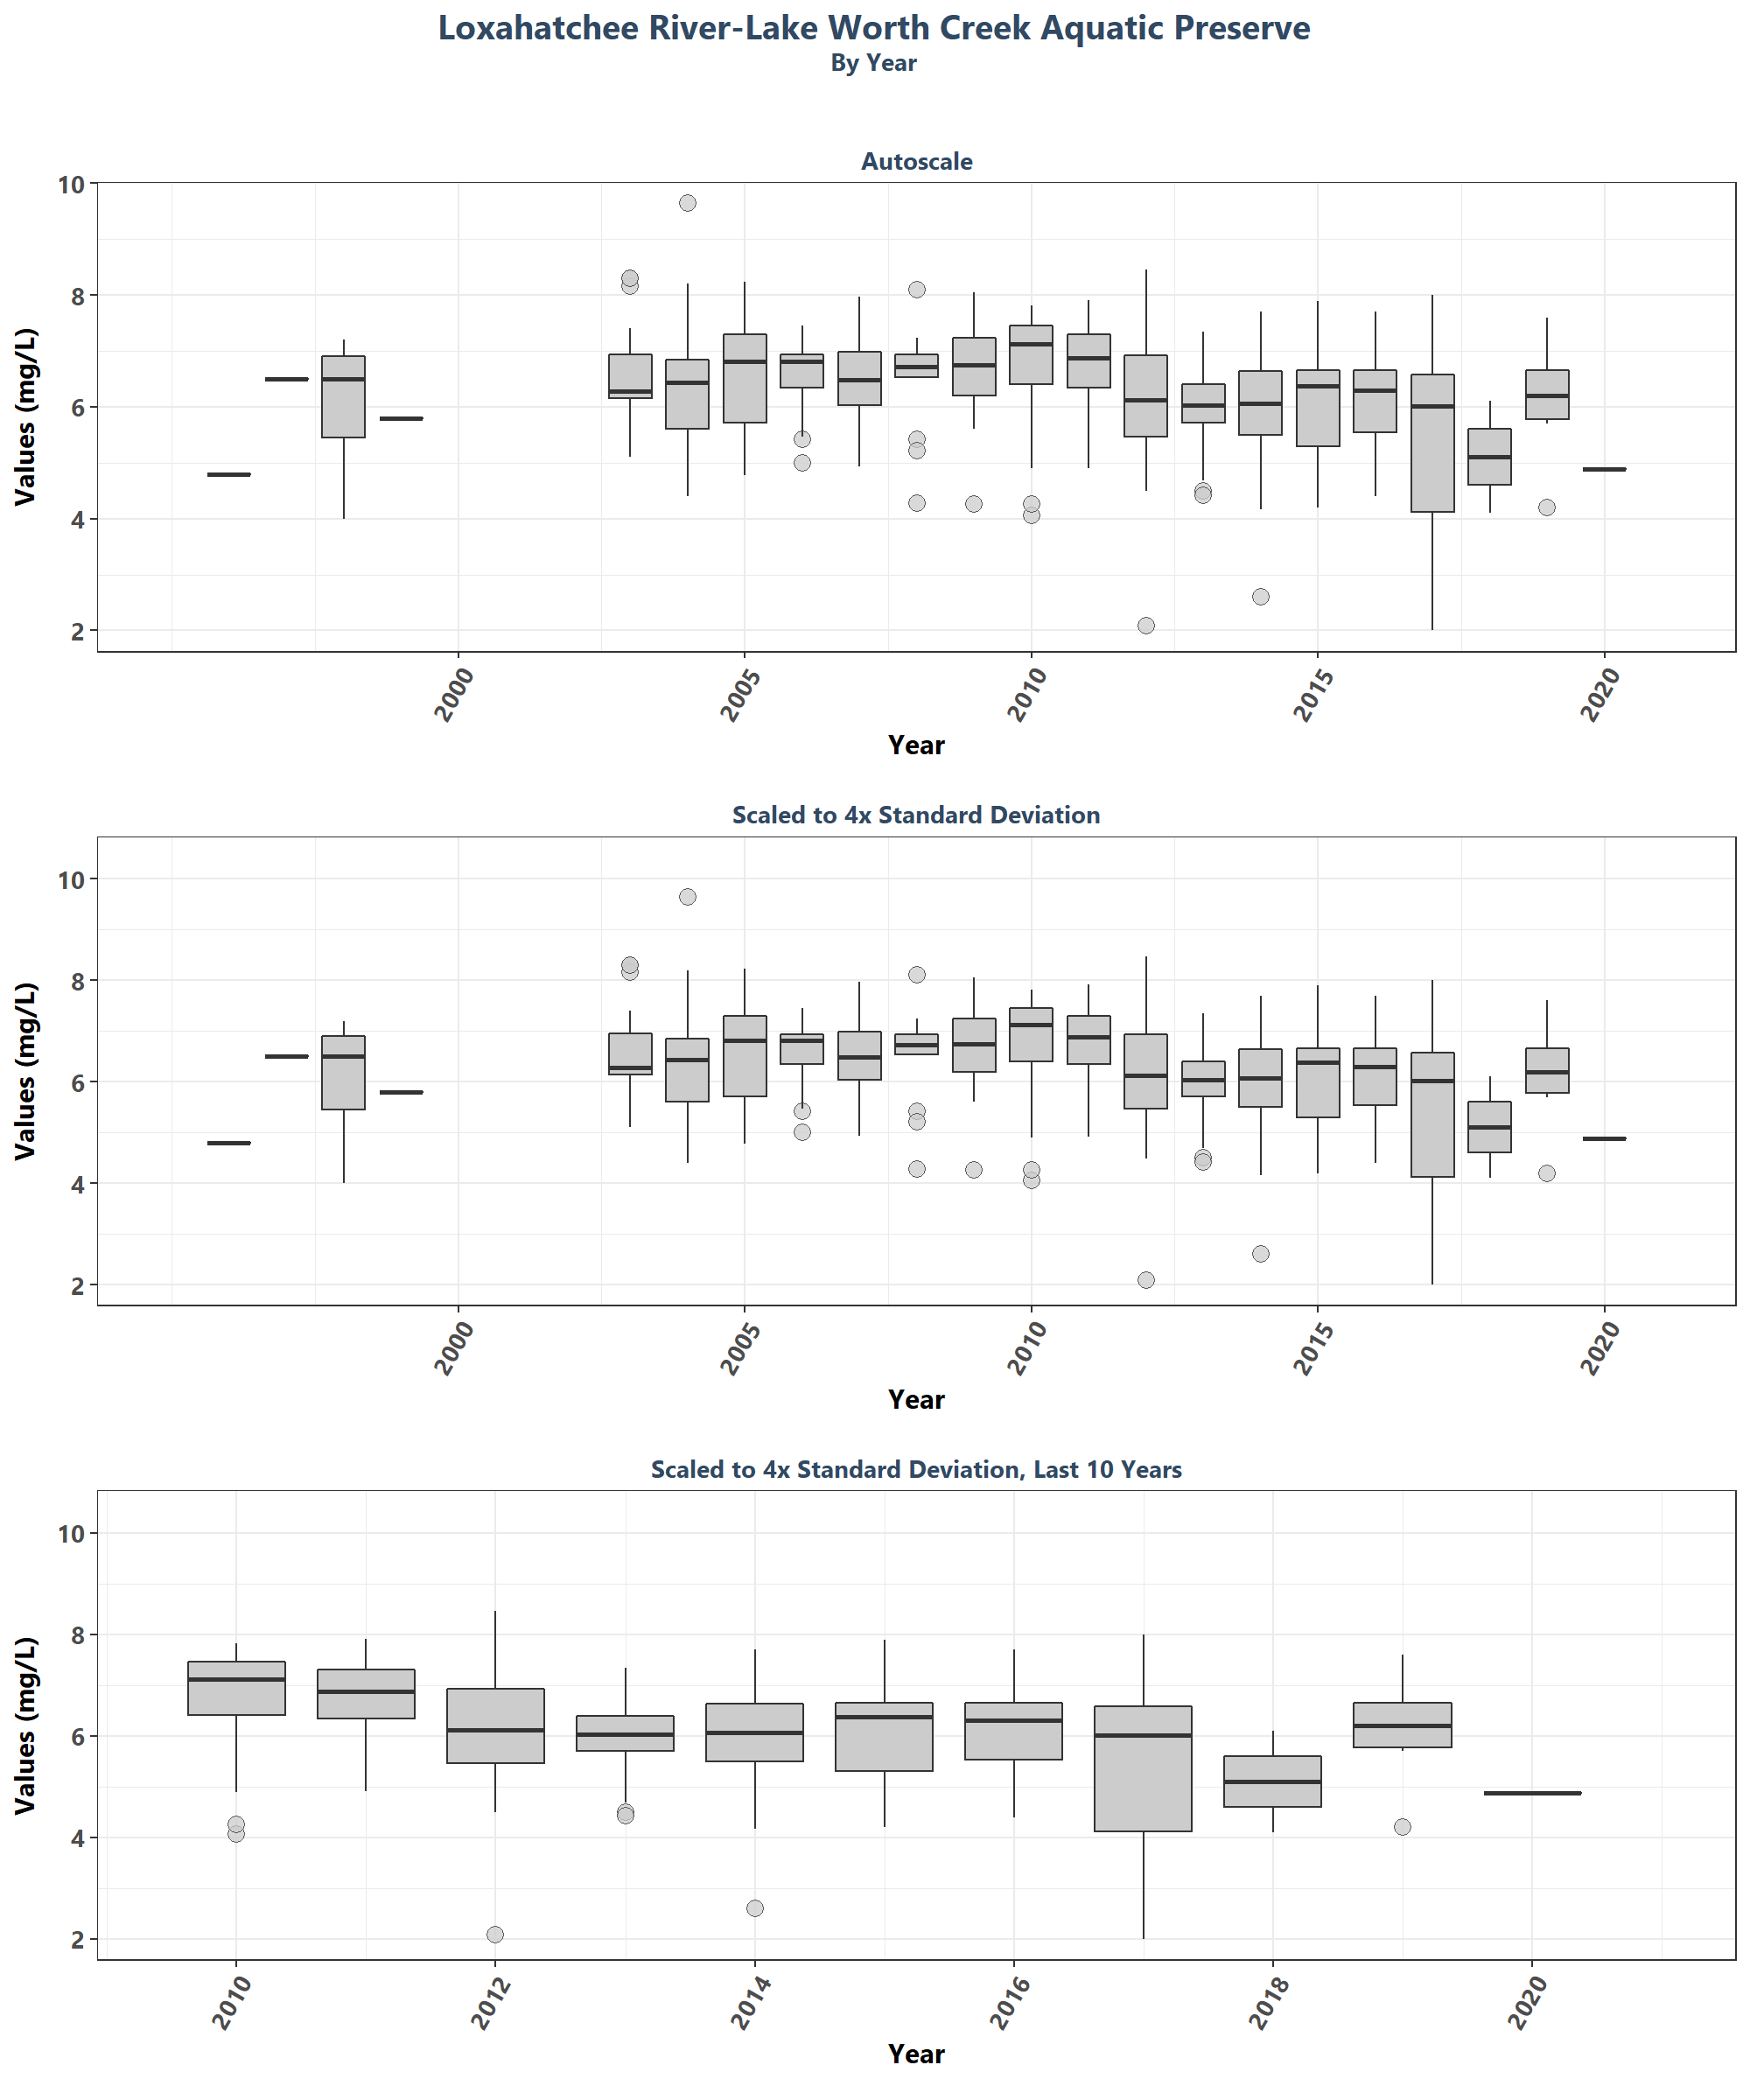 Loxahatchee River-Lake Worth Creek Aquatic Preserve
By Year
Autoscale
Values (mg/L)
10
8
6
4
2
2000 2005 2010 2015 2020
Year
Scaled to 4x Standard Deviation
Values (mg/L)
10
8
6
4
2
2000 2005 2010 2015 2020
Year
Scaled to 4x Standard Deviation, Last 10 Years
Values (mg/L)
10
8
6
4
2
2010 2012 2014 2016 2018 2020
Year